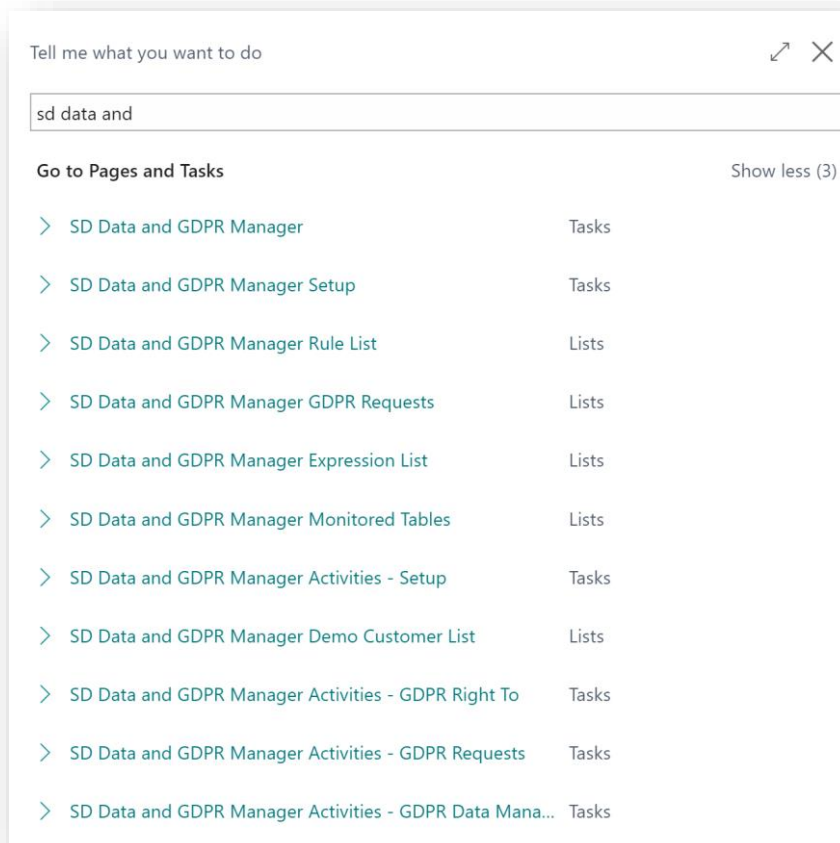 Tell me what you want to do
sd data and
Go to Pages and Tasks Show less (3)
SD Data and GDPR Manager Tasks
SD Data and GDPR Manager Setup Tasks
SD Data and GDPR Manager Rule List Lists
SD Data and GDPR Manager GDPR Requests Lists
SD Data and GDPR Manager Expression List Lists
SD Data and GDPR Manager Monitored Tables Lists
SD Data and GDPR Manager Activities - Setup Tasks
SD Data and GDPR Manager Demo Customer List Lists
SD Data and GDPR Manager Activities - GDPR Right To Tasks
SD Data and GDPR Manager Activities - GDPR Requests Tasks
SD Data and GDPR Manager Activities - GDPR Data Mana... Tasks